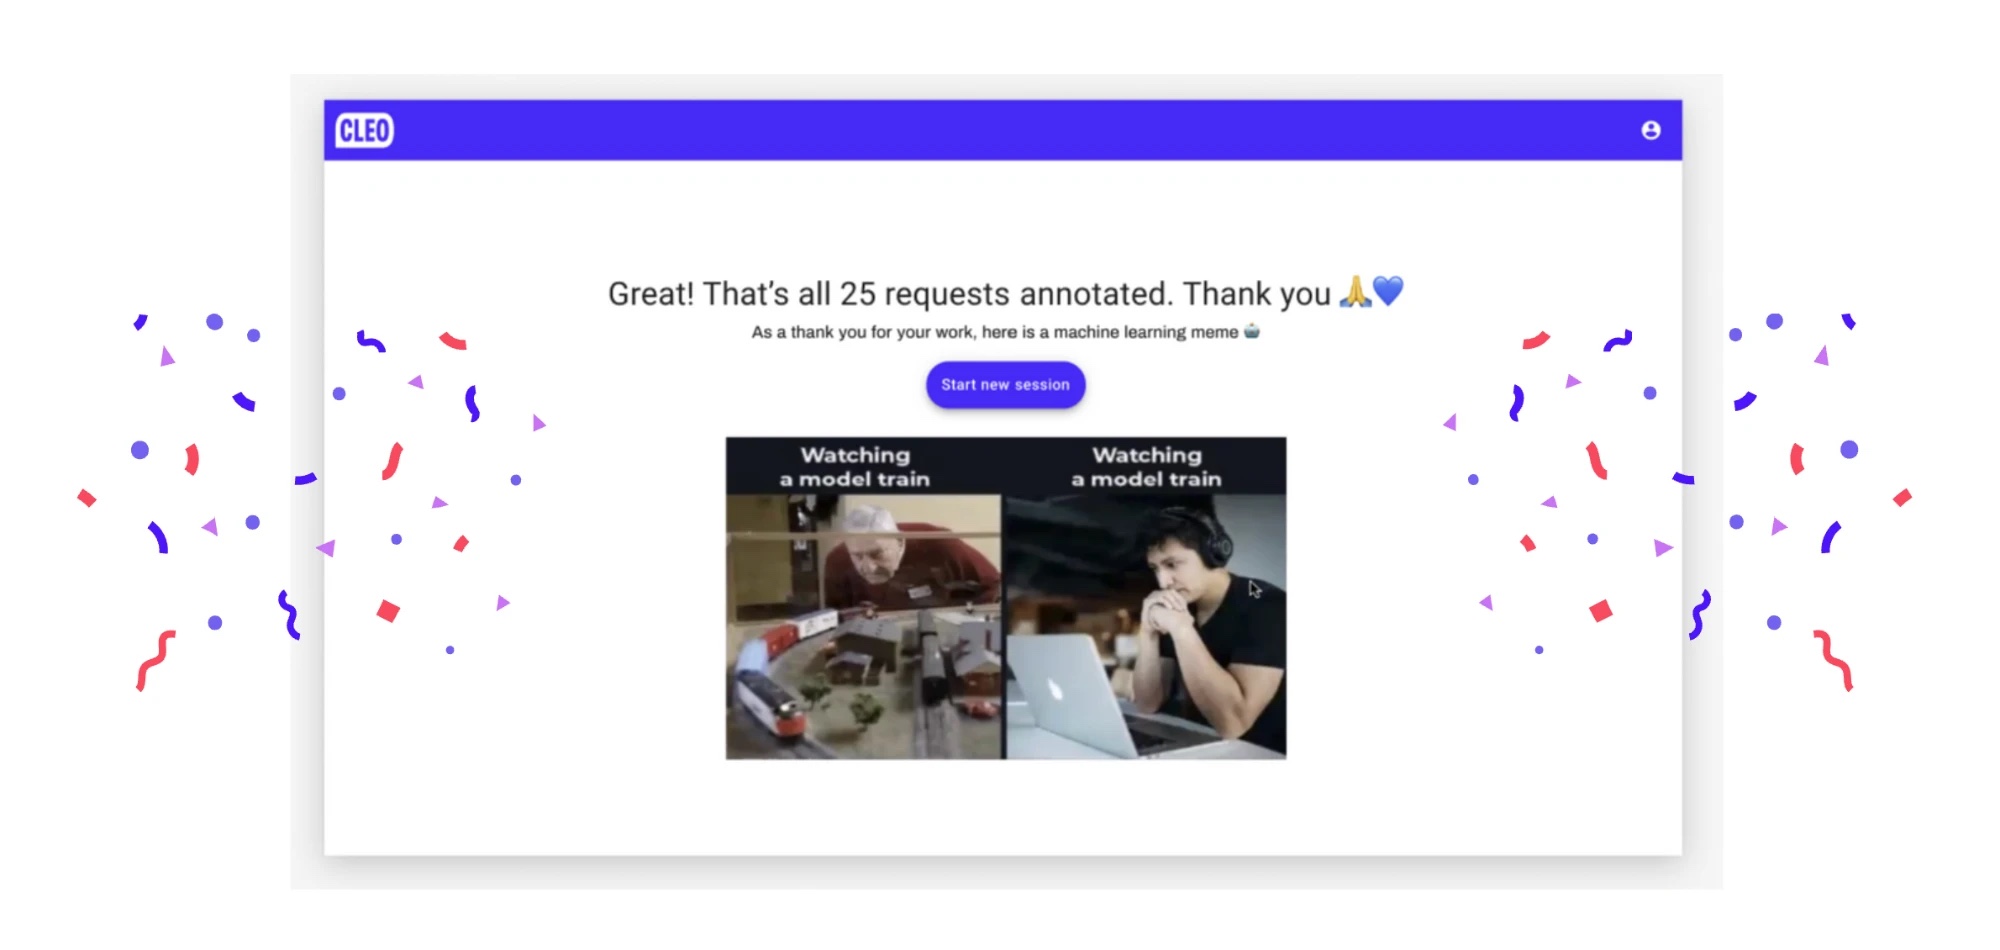 CLEO
Great! That’s all 25 requests annotated. Thank you 🙏💙
As a thank you for your work, here is a machine learning meme 🤖
Start new session
Watching
a model train
Watching
a model train